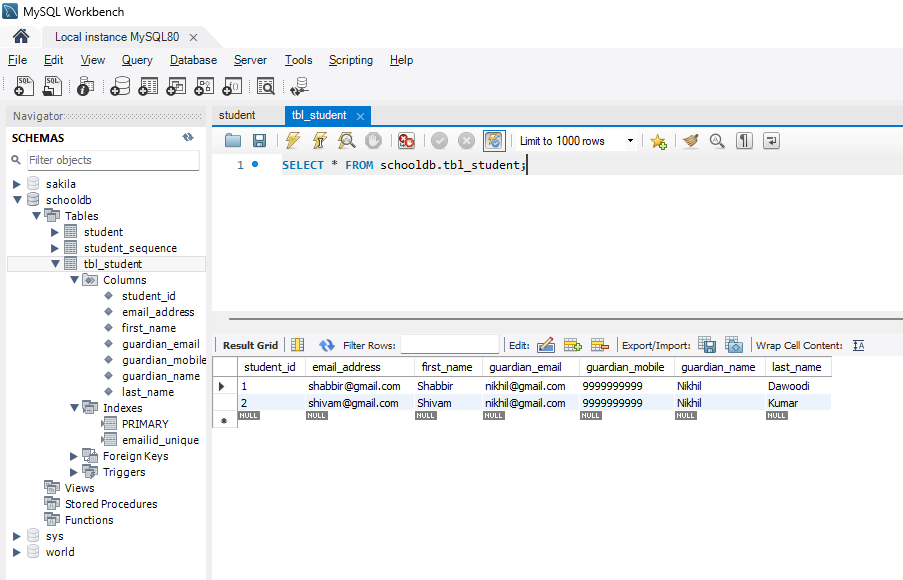 MySQL Workbench
Local instance MySQL80
File Edit View Query Database Server Tools Scripting Help
Navigator
SCHEMAS
Filter objects
sakila
schooldb
Tables
student
student_sequence
tbl_student
Columns
student_id
email_address
first_name
guardian_email
guardian_mobile
guardian_name
last_name
Indexes
PRIMARY
emailid_unique
Foreign Keys
Triggers
Views
Stored Procedures
Functions
sys
world
student tbl_student
Limit to 1000 rows
1 SELECT * FROM schooldb.tbl_student;
Result Grid Filter Rows: Edit: Export/Import: Wrap Cell Content:
student_id email_address first_name guardian_email guardian_mobile guardian_name last_name
1 shabbir@gmail.com Shabbir nikhil@gmail.com 9999999999 Nikhil Dawoodi
2 shivam@gmail.com Shivam nikhil@gmail.com 9999999999 Nikhil Kumar
NULL NULL NULL NULL NULL NULL NULL